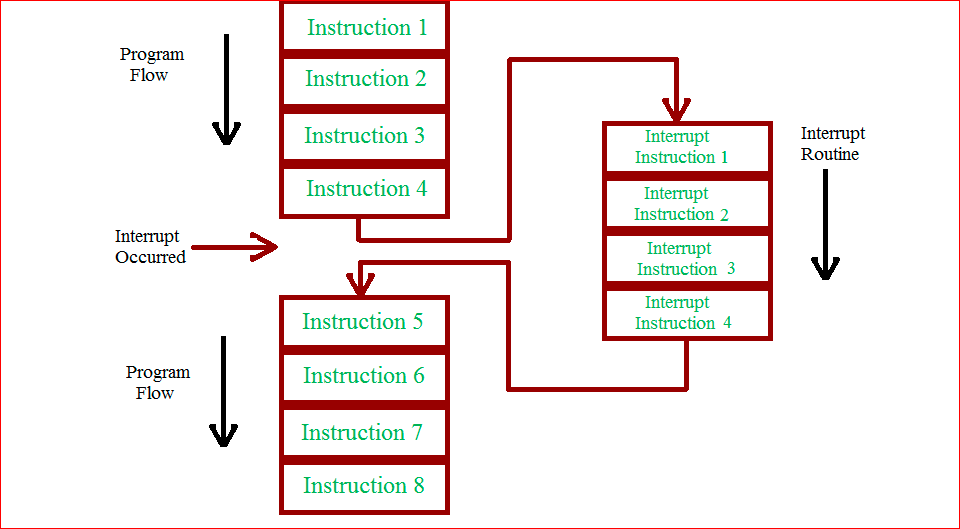 Program
Flow
Instruction 1
Instruction 2
Instruction 3
Instruction 4
Interrupt
Occurred
Interrupt
Instruction 1
Interrupt
Instruction 2
Interrupt
Instruction 3
Interrupt
Instruction 4
Interrupt
Routine
Program
Flow
Instruction 5
Instruction 6
Instruction 7
Instruction 8